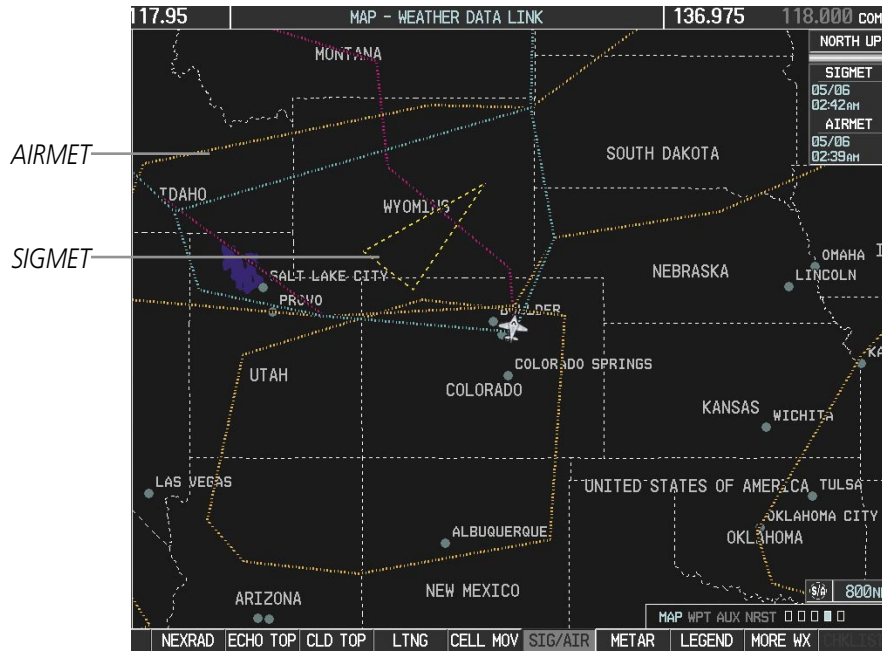 117.95
MAP - WEATHER DATA LINK
136.975
118.000 COM
NORTH UP
SIGMET
05/06
02:42AM
AIRMET
05/06
02:39AM
AIRMET
SIGMET
MONTANA
SOUTH DAKOTA
IDAHO
WYOMING
OMAHA
LINCOLN
NEBRASKA
SALT LAKE CITY
PROVO
BOULDER
COLORADO SPRINGS
UTAH
COLORADO
KANSAS
WICHITA
LAS VEGAS
UNITED STATES OF AMERICA
TULSA
OKLAHOMA CITY
OKLAHOMA
ALBUQUERQUE
NEW MEXICO
ARIZONA
S/A
800NM
MAP WPT AUX NRST
NEXRAD ECHO TOP CLD TOP LTNG CELL MOV SIG/AIR METAR LEGEND MORE WX CHKLIST